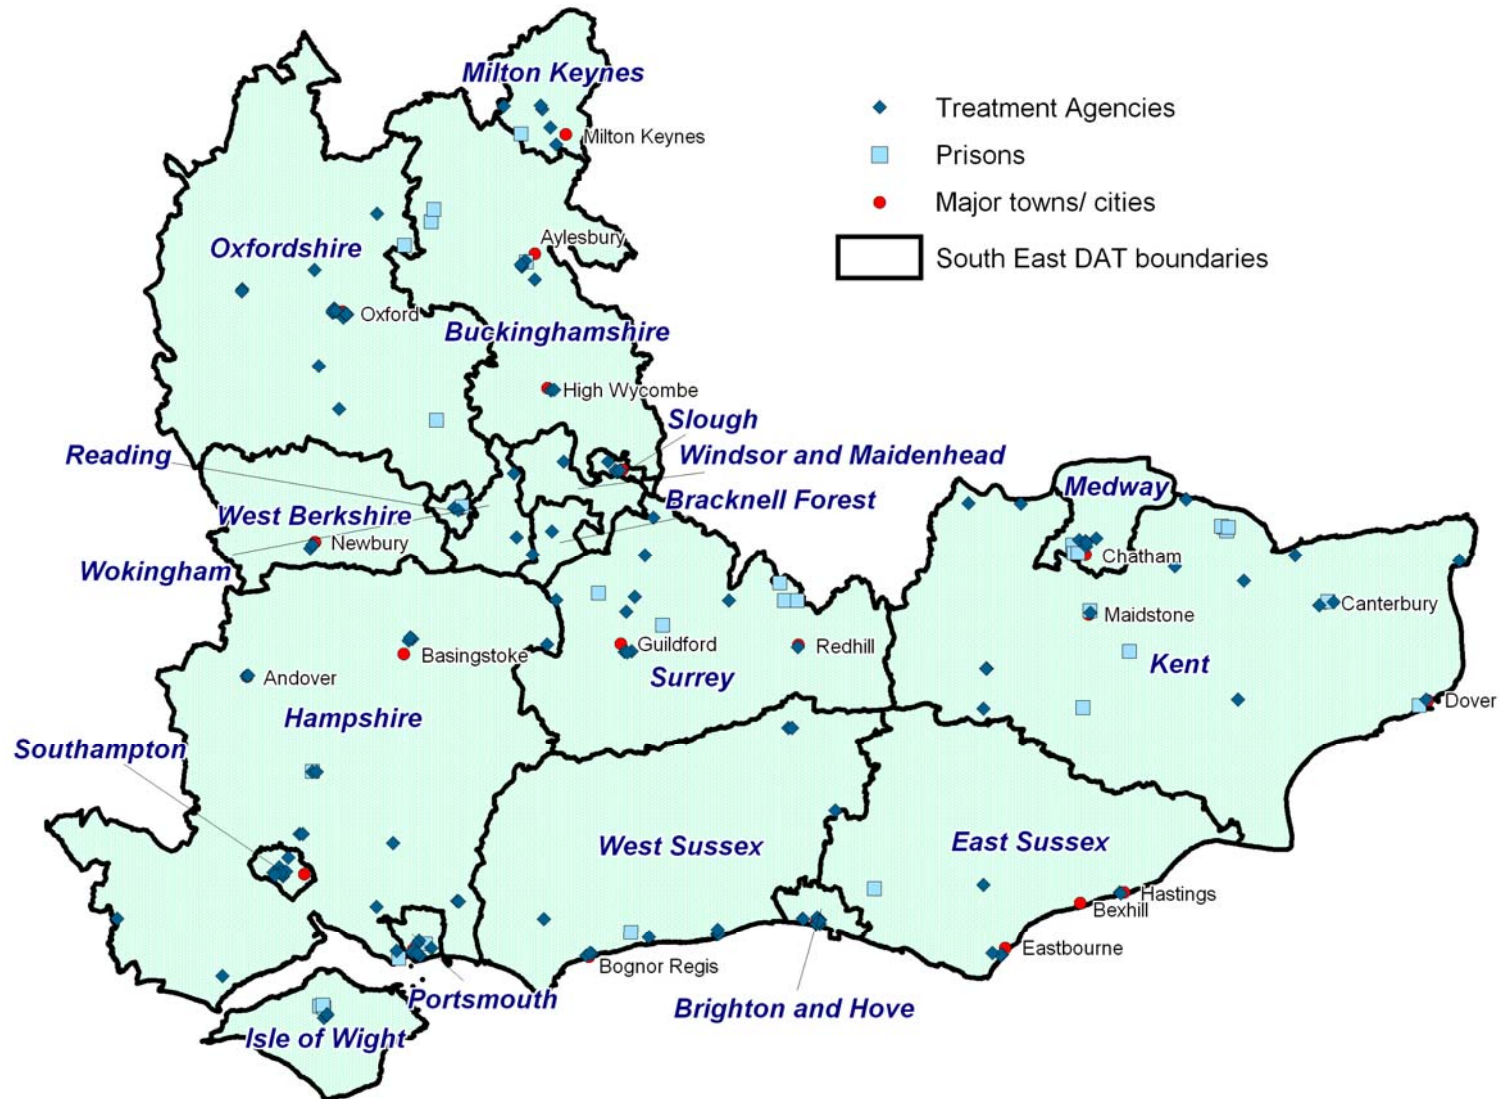 Milton Keynes
Treatment Agencies
Milton Keynes
Prisons
Major towns/ cities
Aylesbury
Oxfordshire
South East DAT boundaries
Oxford
Buckinghamshire
High Wycombe
Slough
Reading
Windsor and Maidenhead
Medway
Bracknell Forest
West Berkshire
Newbury
Chatham
Wokingham
Canterbury
Maidstone
Guildford
Redhill
Basingstoke
Kent
Andover
Surrey
Dover
Hampshire
Southampton
East Sussex
West Sussex
Hastings
Bexhill
Eastbourne
Bognor Regis
Portsmouth
Brighton and Hove
Isle of Wight